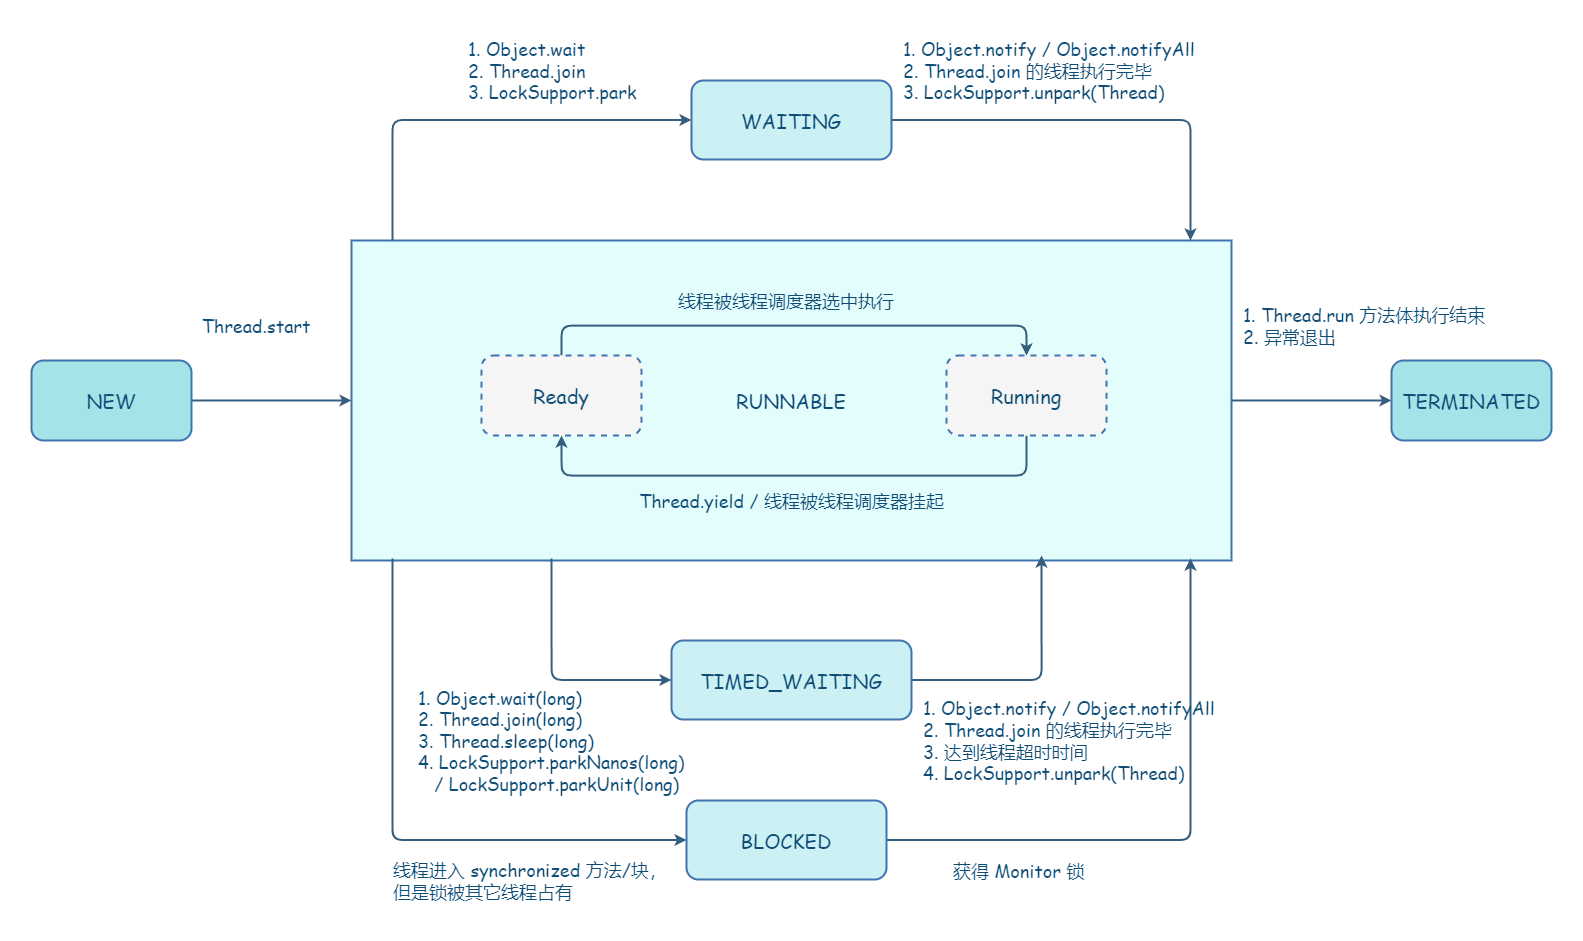 1. Object.wait
2. Thread.join
3. LockSupport.park
WAITING
1. Object.notify / Object.notifyAll
2. Thread.join 的线程执行完毕
3. LockSupport.unpark(Thread)
Thread.start
NEW
线程被线程调度器选中执行
Ready
RUNNABLE
Running
Thread.yield / 线程被线程调度器挂起
1. Thread.run 方法体执行结束
2. 异常退出
TERMINATED
TIMED_WAITING
1. Object.wait(long)
2. Thread.join(long)
3. Thread.sleep(long)
4. LockSupport.parkNanos(long)
/ LockSupport.parkUnit(long)
1. Object.notify / Object.notifyAll
2. Thread.join 的线程执行完毕
3. 达到线程超时时间
4. LockSupport.unpark(Thread)
BLOCKED
线程进入 synchronized 方法/块，
但是锁被其它线程占有
获得 Monitor 锁